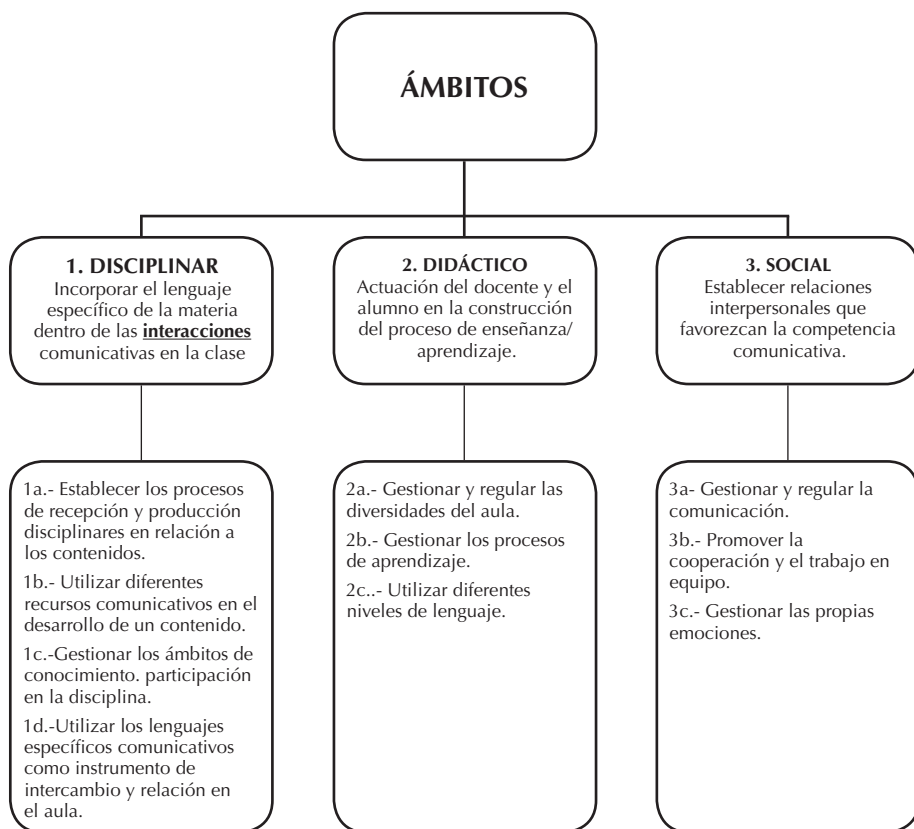 ÁMBITOS
1. DISCIPLINAR
Incorporar el lenguaje
específico de la materia
dentro de las interacciones
comunicativas en la clase
2. DIDÁCTICO
Actuación del docente y el
alumno en la construcción
del proceso de enseñanza/
aprendizaje.
3. SOCIAL
Establecer relaciones
interpersonales que
favorezcan la competencia
comunicativa.
1a.- Establecer los procesos
de recepción y producción
disciplinares en relación a
los contenidos.
1b.- Utilizar diferentes
recursos comunicativos en el
desarrollo de un contenido.
1c.-Gestionar los ámbitos de
conocimiento. participación
en la disciplina.
1d.-Utilizar los lenguajes
específicos comunicativos
como instrumento de
intercambio y relación en
el aula.
2a.- Gestionar y regular las
diversidades del aula.
2b.- Gestionar los procesos
de aprendizaje.
2c..- Utilizar diferentes
niveles de lenguaje.
3a- Gestionar y regular la
comunicación.
3b.- Promover la
cooperación y el trabajo en
equipo.
3c.- Gestionar las propias
emociones.